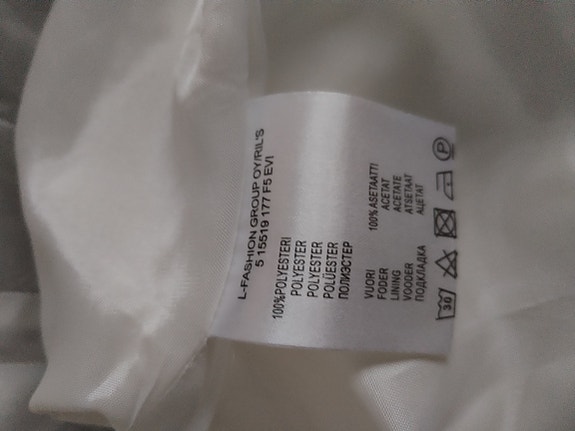 L-FASHION GROUP OY/RIL'S
5 15519 177 F5 EVI
100%POLYESTERI
POLYESTER
POLYESTER
POLÜESTER
ПОЛИЭСТЕР
VUORI 100% ASETAATTI
FODER ACETAT
LINING ACETATE
VOODER ATSETAAT
ПОДКЛАДКА АЦЕТАТ
30 P